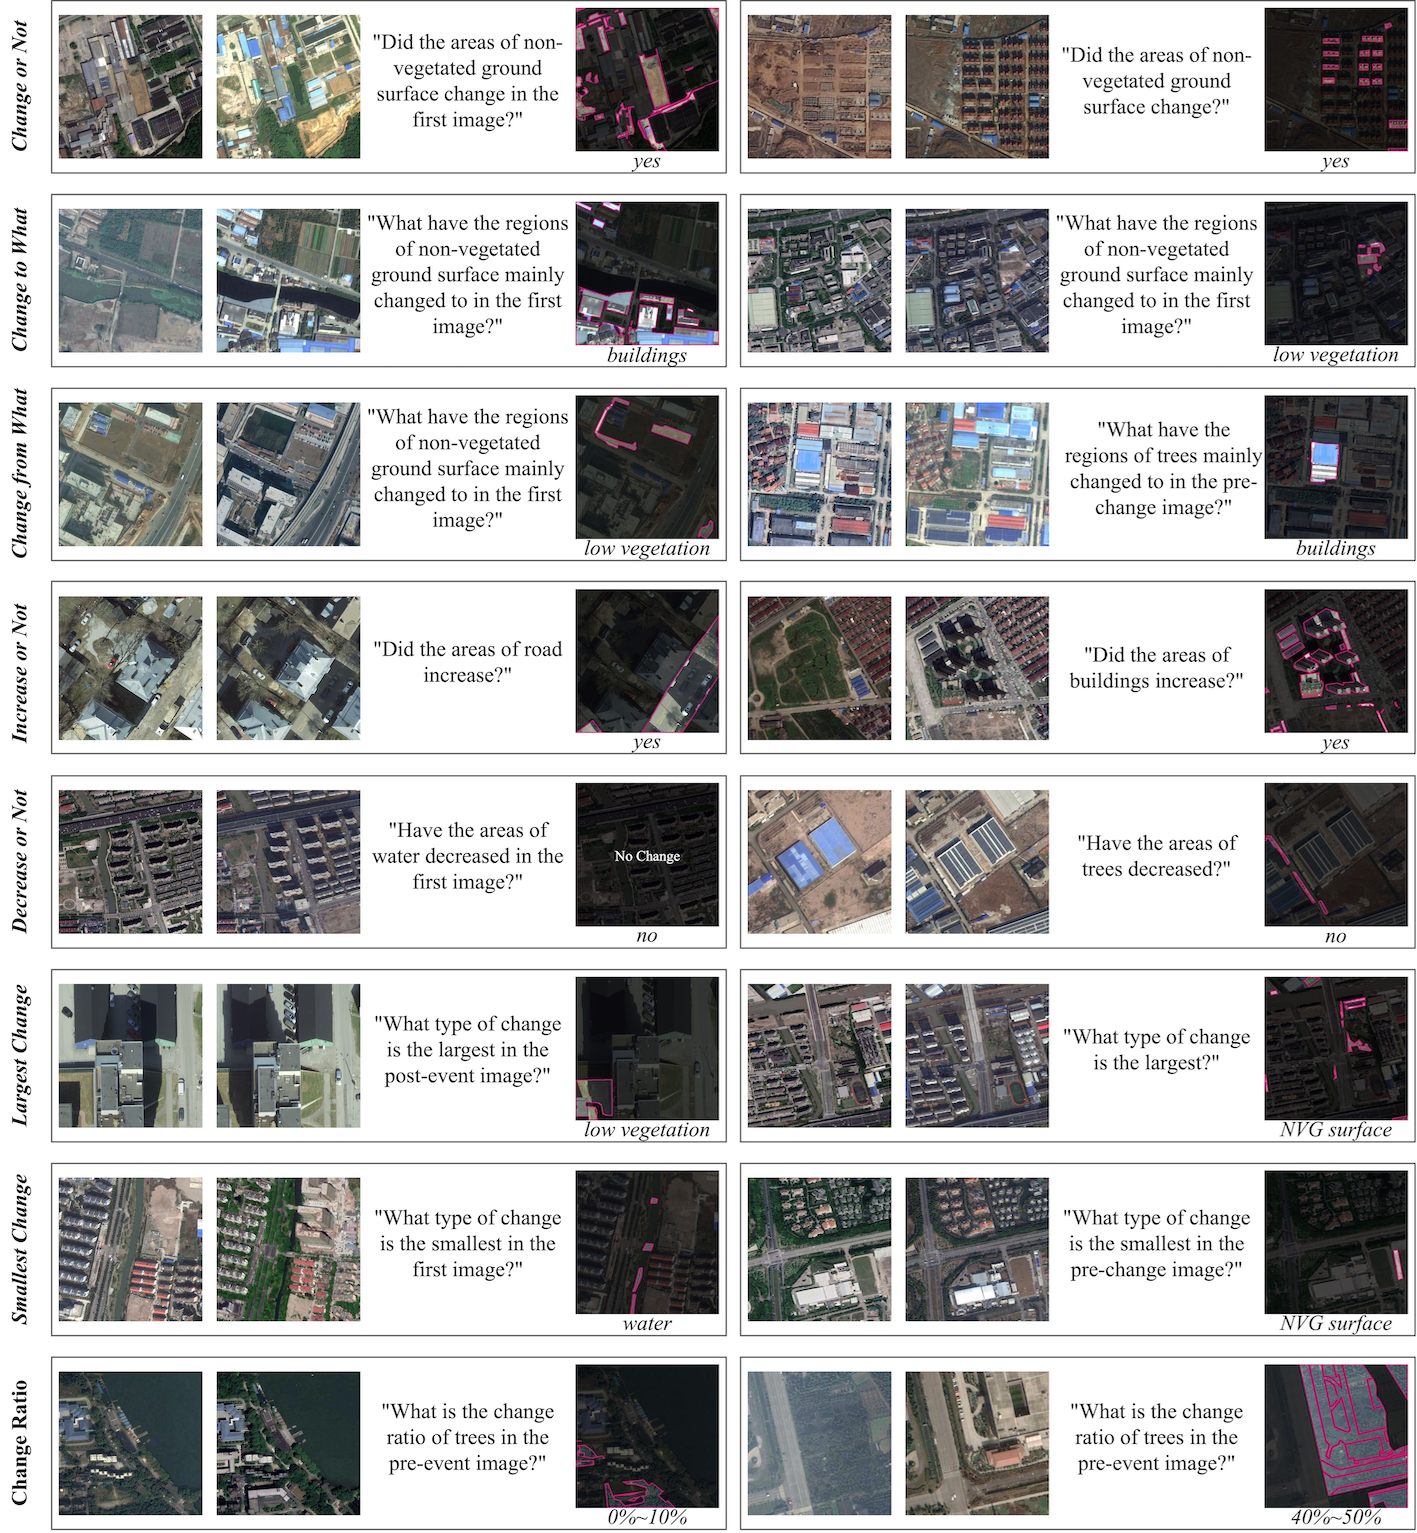 Change or Not
"Did the areas of non-
vegetated ground
surface change in the
first image?"
yes
"Did the areas of non-
vegetated ground
surface change?"
yes
Change to What
"What have the regions
of non-vegetated
ground surface mainly
changed to in the first
image?"
buildings
"What have the regions
of non-vegetated
ground surface mainly
changed to in the first
image?"
low vegetation
Change from What
"What have the regions
of non-vegetated
ground surface mainly
changed to in the first
image?"
low vegetation
"What have the
regions of trees mainly
changed to in the pre-
change image?"
buildings
Increase or Not
"Did the areas of road
increase?"
yes
"Did the areas of
buildings increase?"
yes
Decrease or Not
"Have the areas of
water decreased in the
first image?"
No Change
no
"Have the areas of
trees decreased?"
no
Largest Change
"What type of change
is the largest in the
post-event image?"
low vegetation
"What type of change
is the largest?"
NVG surface
Smallest Change
"What type of change
is the smallest in the
first image?"
water
"What type of change
is the smallest in the
pre-change image?"
NVG surface
Change Ratio
"What is the change
ratio of trees in the
pre-event image?"
0%~10%
"What is the change
ratio of trees in the
pre-event image?"
40%~50%